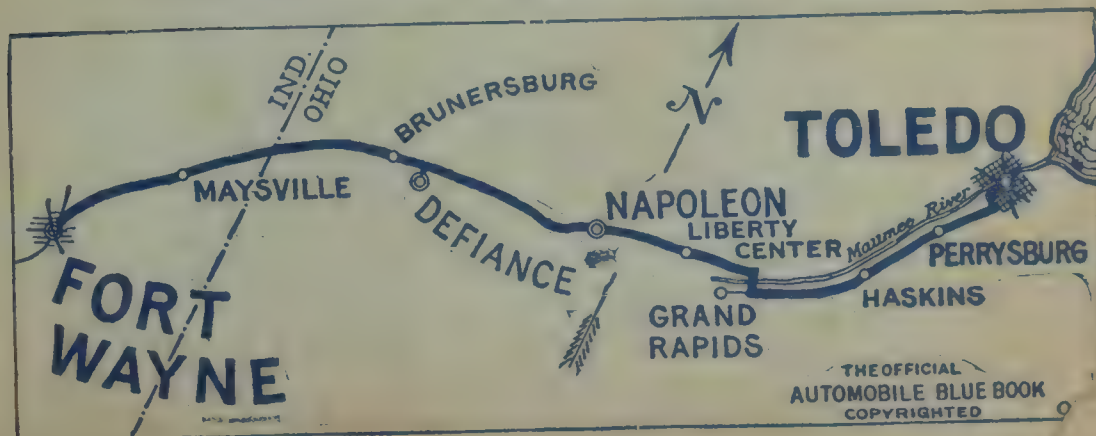 IND.
OHIO
BRUNERSBURG
N
TOLEDO
MAYSVILLE
DEFIANCE
NAPOLEON
LIBERTY
CENTER
Maumee River
PERRYSBURG
HASKINS
FORT
WAYNE
GRAND
RAPIDS
THE OFFICIAL
AUTOMOBILE BLUE BOOK
COPYRIGHTED